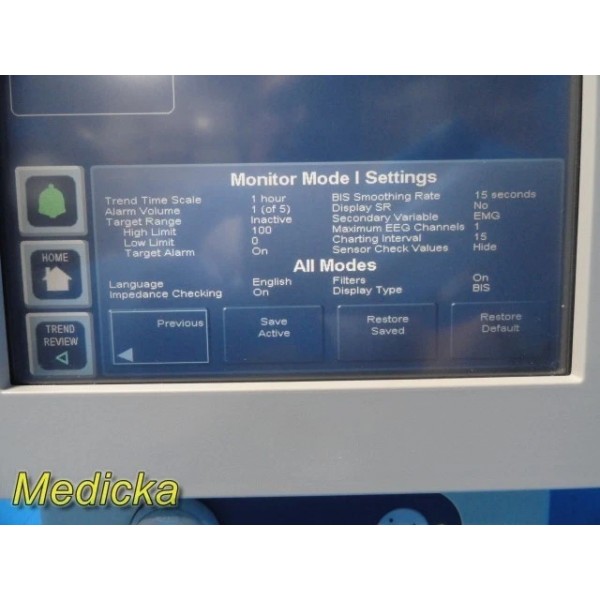 Monitor Mode I Settings
Trend Time Scale 1 hour BIS Smoothing Rate 15 seconds
Alarm Volume 1 (of 5) Display SR No
Target Range Inactive Secondary Variable EMG
High Limit 100 Maximum EEG Channels 1
Low Limit 0 Charting Interval 15
Target Alarm On Sensor Check Values Hide
All Modes
Language English Filters On
Impedance Checking On Display Type BIS
HOME
TREND
REVIEW
Previous
Save
Active
Restore
Saved
Restore
Default
Medicka